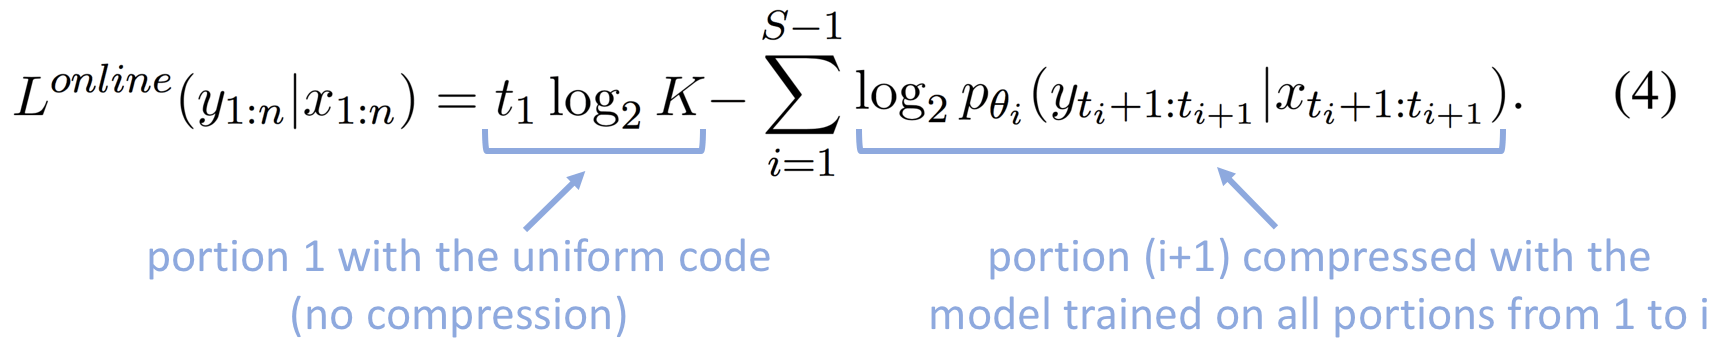 L^{online}(y_{1:n}|x_{1:n}) = t_1 \log_2 K - \sum_{i=1}^{S-1} \log_2 p_{\theta_i}(y_{t_i+1:t_{i+1}}|x_{t_i+1:t_{i+1}}). (4)
portion 1 with the uniform code
(no compression)
portion (i+1) compressed with the
model trained on all portions from 1 to i